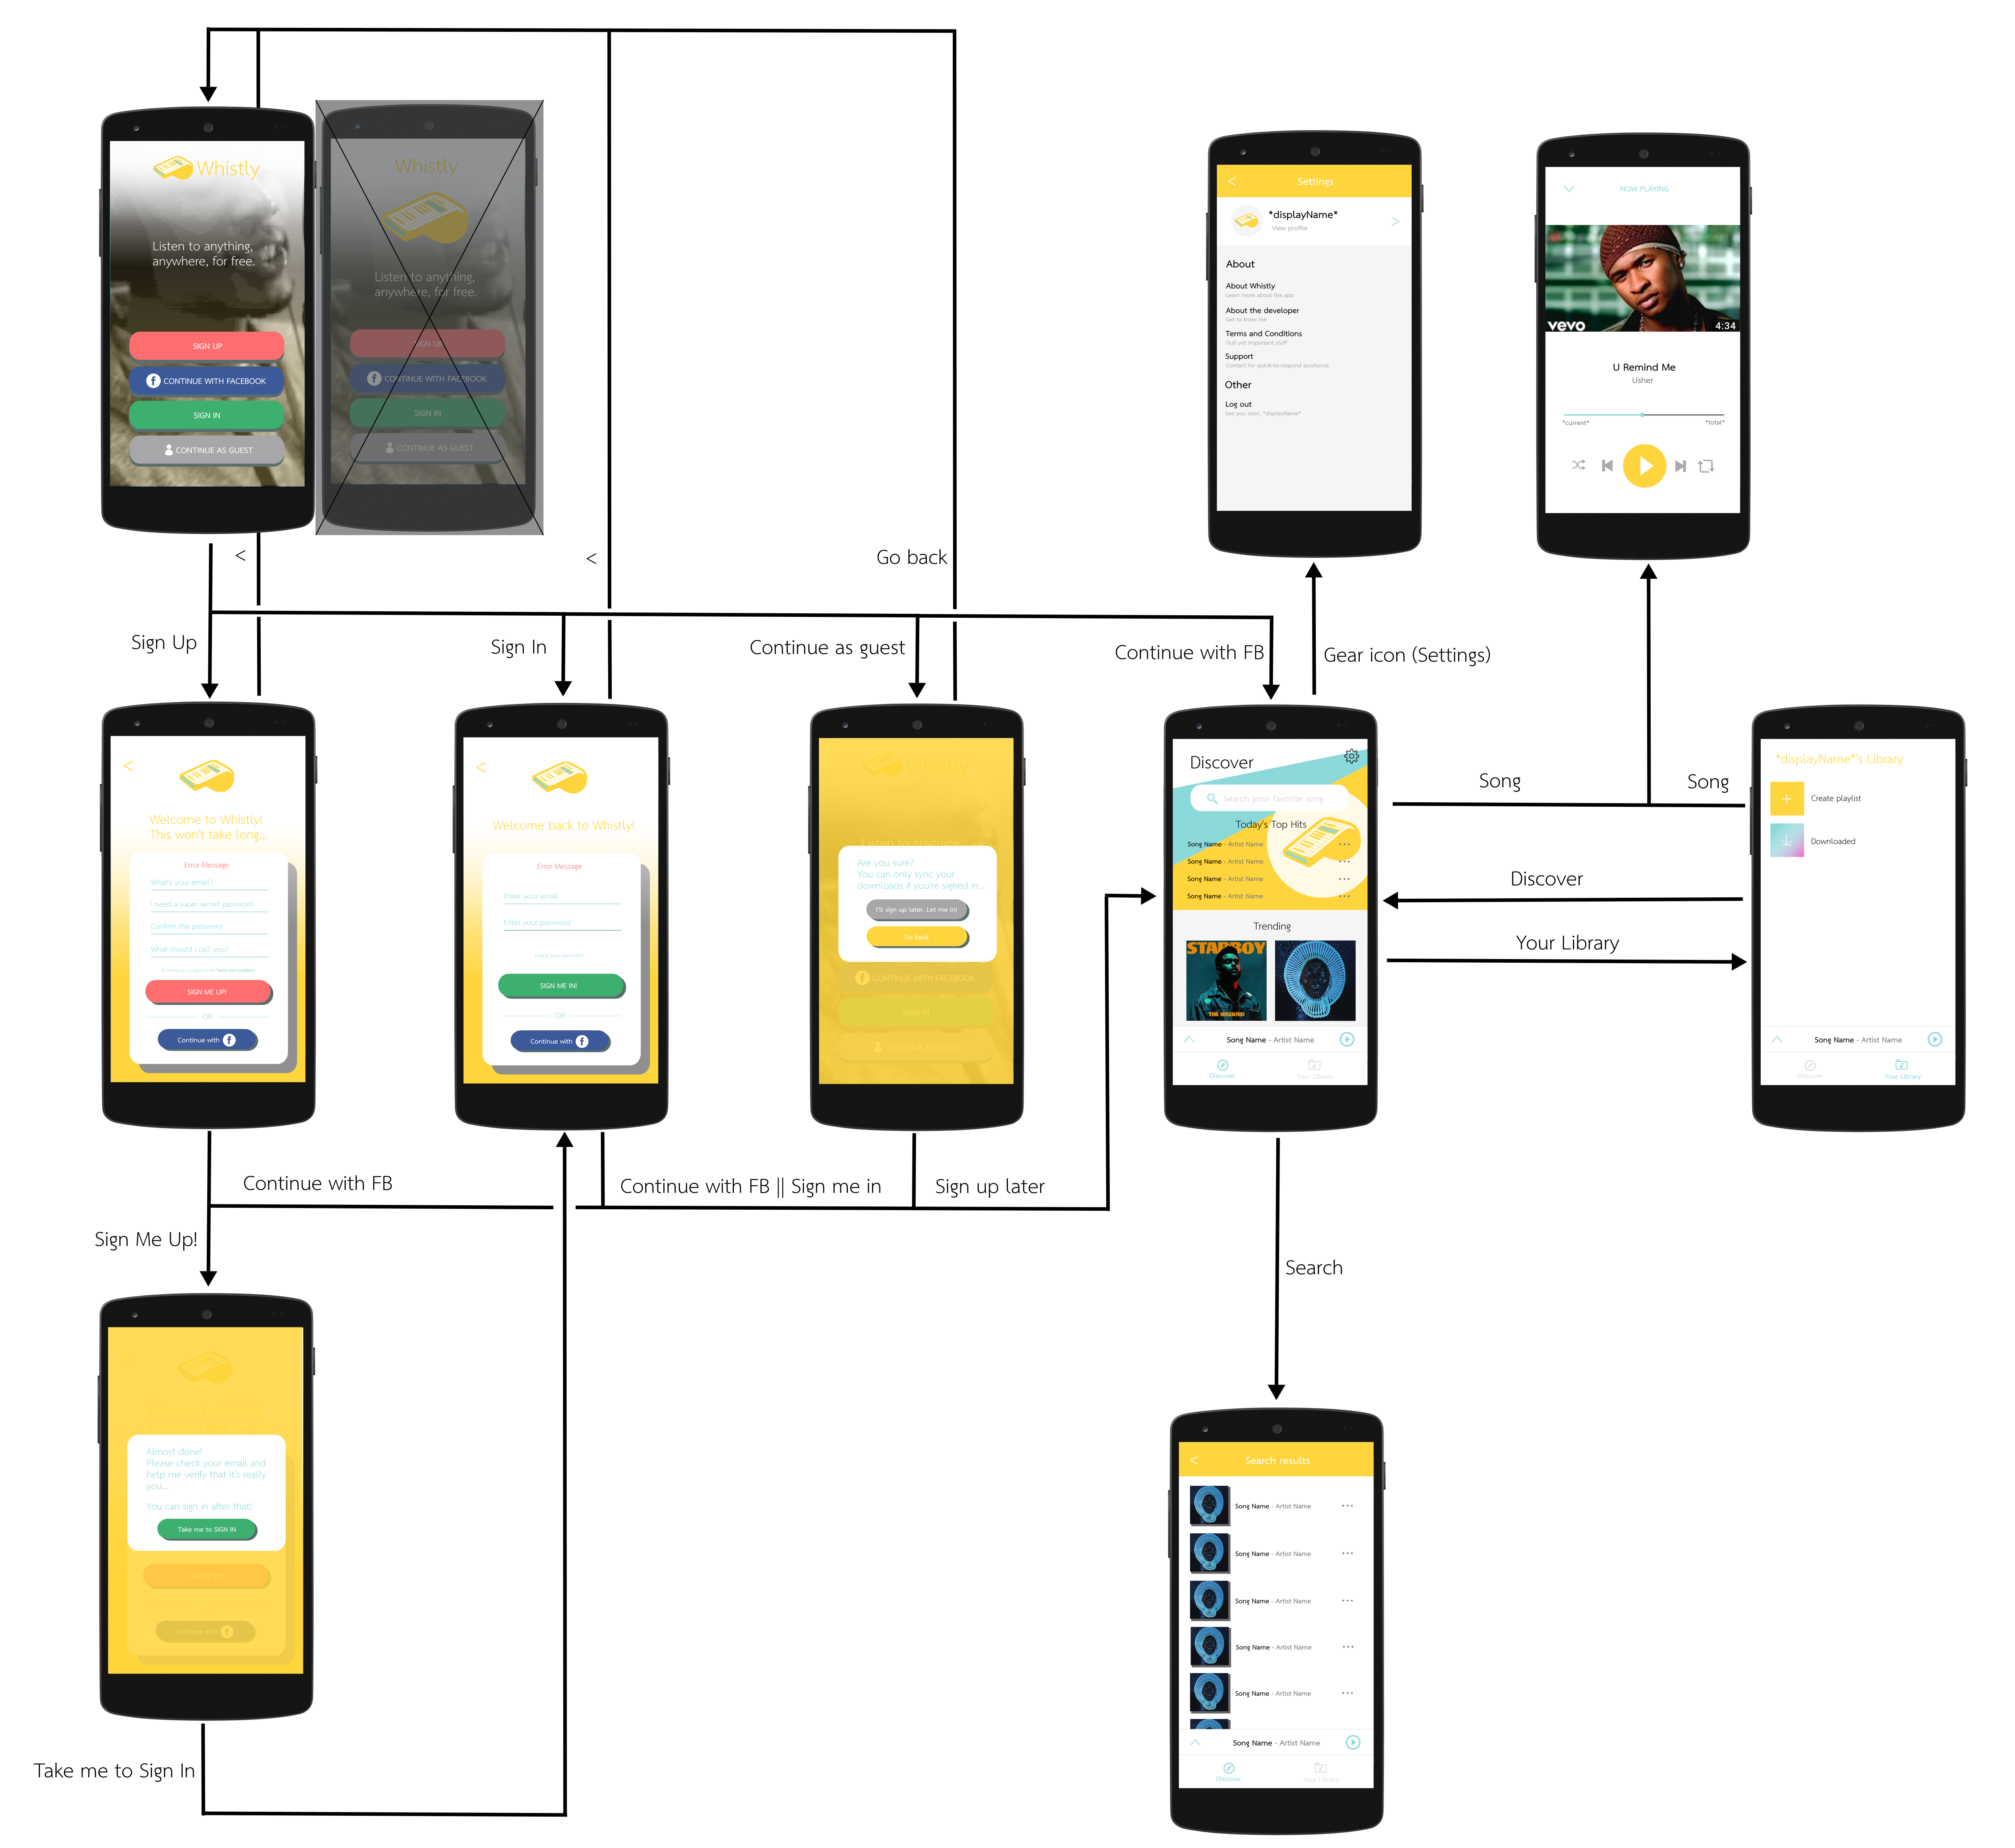 Whistly
Listen to anything,
anywhere, for free.
SIGN UP
CONTINUE WITH FACEBOOK
SIGN IN
CONTINUE AS GUEST
Whistly
Listen to anything,
anywhere, for free.
SIGN UP
CONTINUE WITH FACEBOOK
SIGN IN
CONTINUE AS GUEST
< Settings
*displayName*
View profile
>
About
About Whistly
Learn more about the app
About the developer
Get to know me
Terms and Conditions
Dull yet important stuff
Support
Contact for quick-to-respond assitance
Other
Log out
See you soon, *displayName*
NOW PLAYING
vevo
4:34
U Remind Me
Usher
*current*
*total*
<
<
Go back
Sign Up
Sign In
Continue as guest
Continue with FB
Gear icon (Settings)
<
Welcome to Whistly!
This won't take long...
Error Message
What's your email?
I need a super secret password
Confirm the password
What should I call you?
SIGN ME UP!
OR
Continue with f
<
Welcome back to Whistly!
Error Message
Enter your email
Enter your password
Forgot your password?
SIGN ME IN!
OR
Continue with f
Whistly
Listen to anything
Are you sure?
You can only sync your
downloads if you're signed in...
I'll sign up later. Let me In!
Go back
CONTINUE WITH FACEBOOK
SIGN IN
CONTINUE AS GUEST
Discover
Search your favorite song
Today's Top Hits
Song Name - Artist Name ...
Song Name - Artist Name ...
Song Name - Artist Name ...
Song Name - Artist Name ...
Trending
STARBOY
THE WEEKND
Song Name - Artist Name
Discover
Your Library
Song
Song
Discover
Your Library
*displayName*'s Library
Create playlist
Downloaded
Song Name - Artist Name
Discover
Your Library
Continue with FB
Continue with FB || Sign me in
Sign up later
Sign Me Up!
Search
Welcome to Whistly!
This won't take long...
Almost done!
Please check your email and
help me verify that it's really
you...
You can sign in after that!
Take me to SIGN IN
SIGN ME UP!
Continue with f
Take me to Sign In
< Search results
Song Name - Artist Name ...
Song Name - Artist Name ...
Song Name - Artist Name ...
Song Name - Artist Name ...
Song Name - Artist Name ...
Song Name - Artist Name
Discover
Your Library